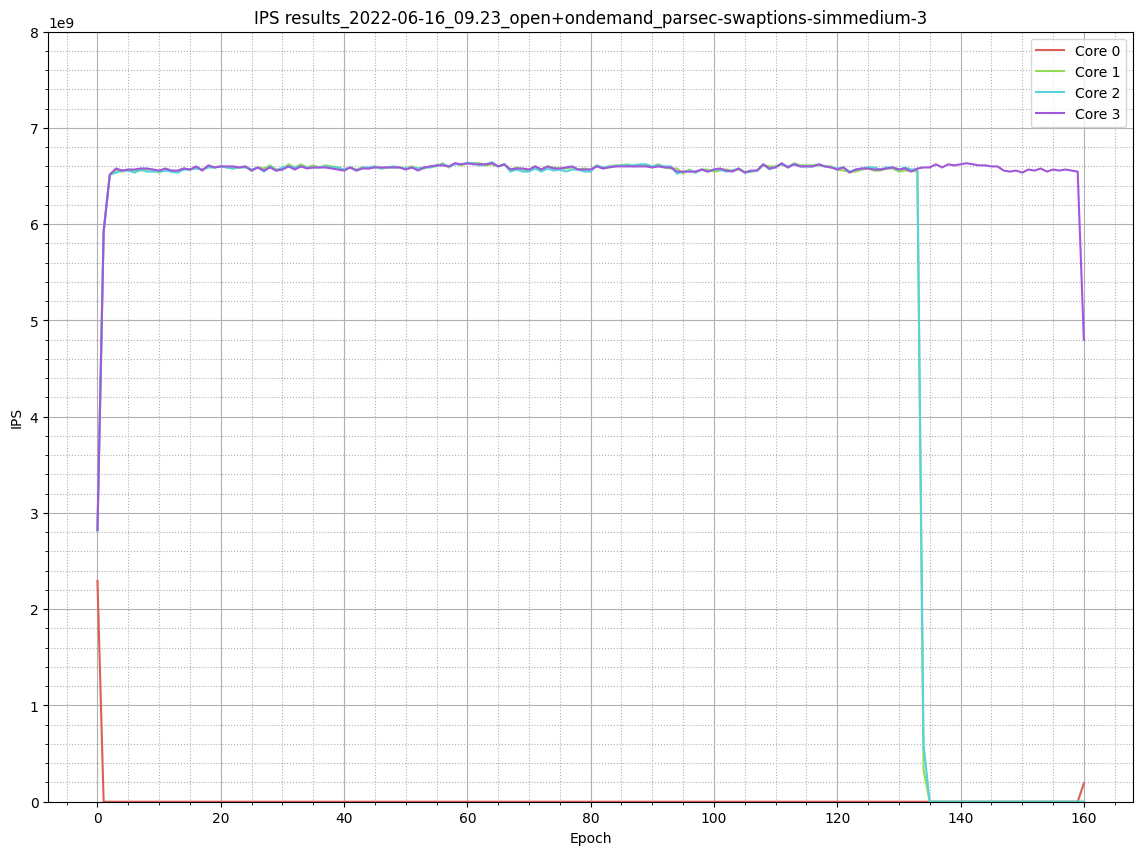 IPS results_2022-06-16_09.23_open+ondemand_parsec-swaptions-simmedium-3
1e9
8
7
6
5
4
3
2
1
0
IPS
Core 0
Core 1
Core 2
Core 3
0 20 40 60 80 100 120 140 160
Epoch